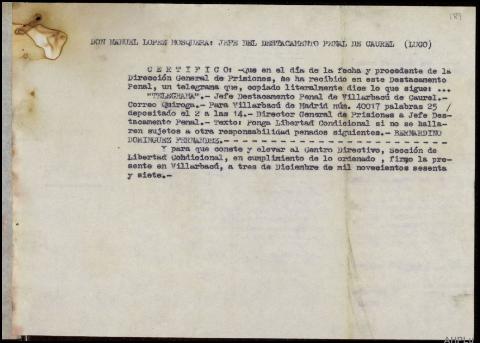 189
DON MANUEL LOPEZ MOSQUERA: JEFE DEL DESTACAMENTO PENAL DE CAUREL (LUGO)
C E R T I F I C O: -Que en el día de la fecha y procedente de la
Dirección General de Prisiones, se ha recibido en este Destacamento
Penal, un telegrama que, copiado literalmente dice lo que sigue: ...
"TELEGRAMA".- Jefe Destacamento Penal de Villarbacú de Caurel.-
Correo Quiroga.- Para Villarbacú de Madrid núm. 40017 palabras 25 /
depositado el 2 a las 14.- Director General de Prisiones a Jefe Des-
tacamento Penal.- Texto: Ponga Libertad Condicional si no se halla-
ren sujetos a otra responsabilidad penados siguientes.- BERNARDINO
DOMINGUEZ FERNANDEZ.- - - - - - - - - - - - - - - - - - - - - - - -
Y para que conste y elevar al Centro Directivo, Sección de
Libertad Cobdicional, en cumplimiento de lo ordenado , firmo la pre-
sente en Villarbacú, a tres de Diciembre de mil novecientos sesenta
y siete.-